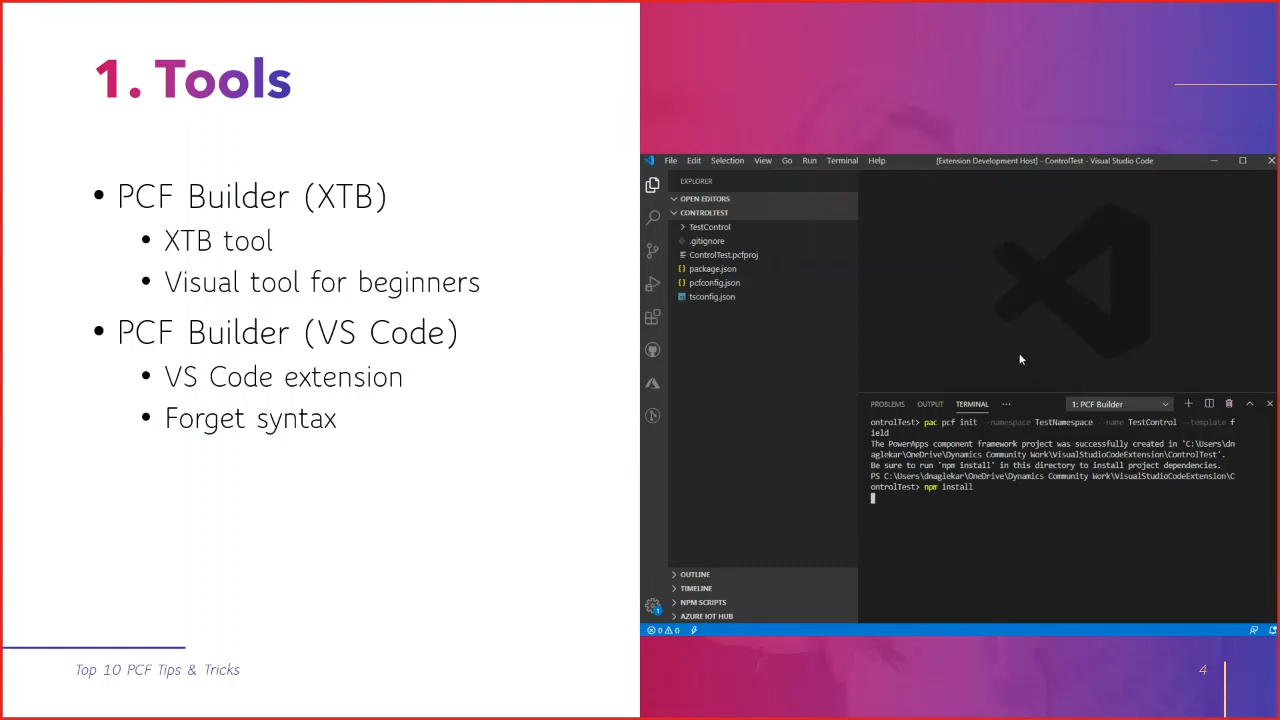 1. Tools
• PCF Builder (XTB)
• XTB tool
• Visual tool for beginners
• PCF Builder (VS Code)
• VS Code extension
• Forget syntax
Top 10 PCF Tips & Tricks
File Edit Selection View Go Run Terminal Help [Extension Development Host] - ControlTest - Visual Studio Code
EXPLORER
OPEN EDITORS
CONTROLTEST
TestControl
.gitignore
ControlTest.pcfproj
package.json
pcfconfig.json
tsconfig.json
OUTLINE
TIMELINE
NPM SCRIPTS
AZURE IOT HUB
PROBLEMS OUTPUT TERMINAL ... 1: PCF Builder
ontrolTest> pac pcf init --namespace TestNamespace --name TestControl --template f
ield
The PowerApps component framework project was successfully created in 'C:\Users\dn
aglekar\OneDrive\Dynamics Community Work\VisualStudioCodeExtension\ControlTest'.
Be sure to run 'npm install' in this directory to install project dependencies.
PS C:\Users\dnaglekar\OneDrive\Dynamics Community Work\VisualStudioCodeExtension\C
ontrolTest> npm install
0 0
4